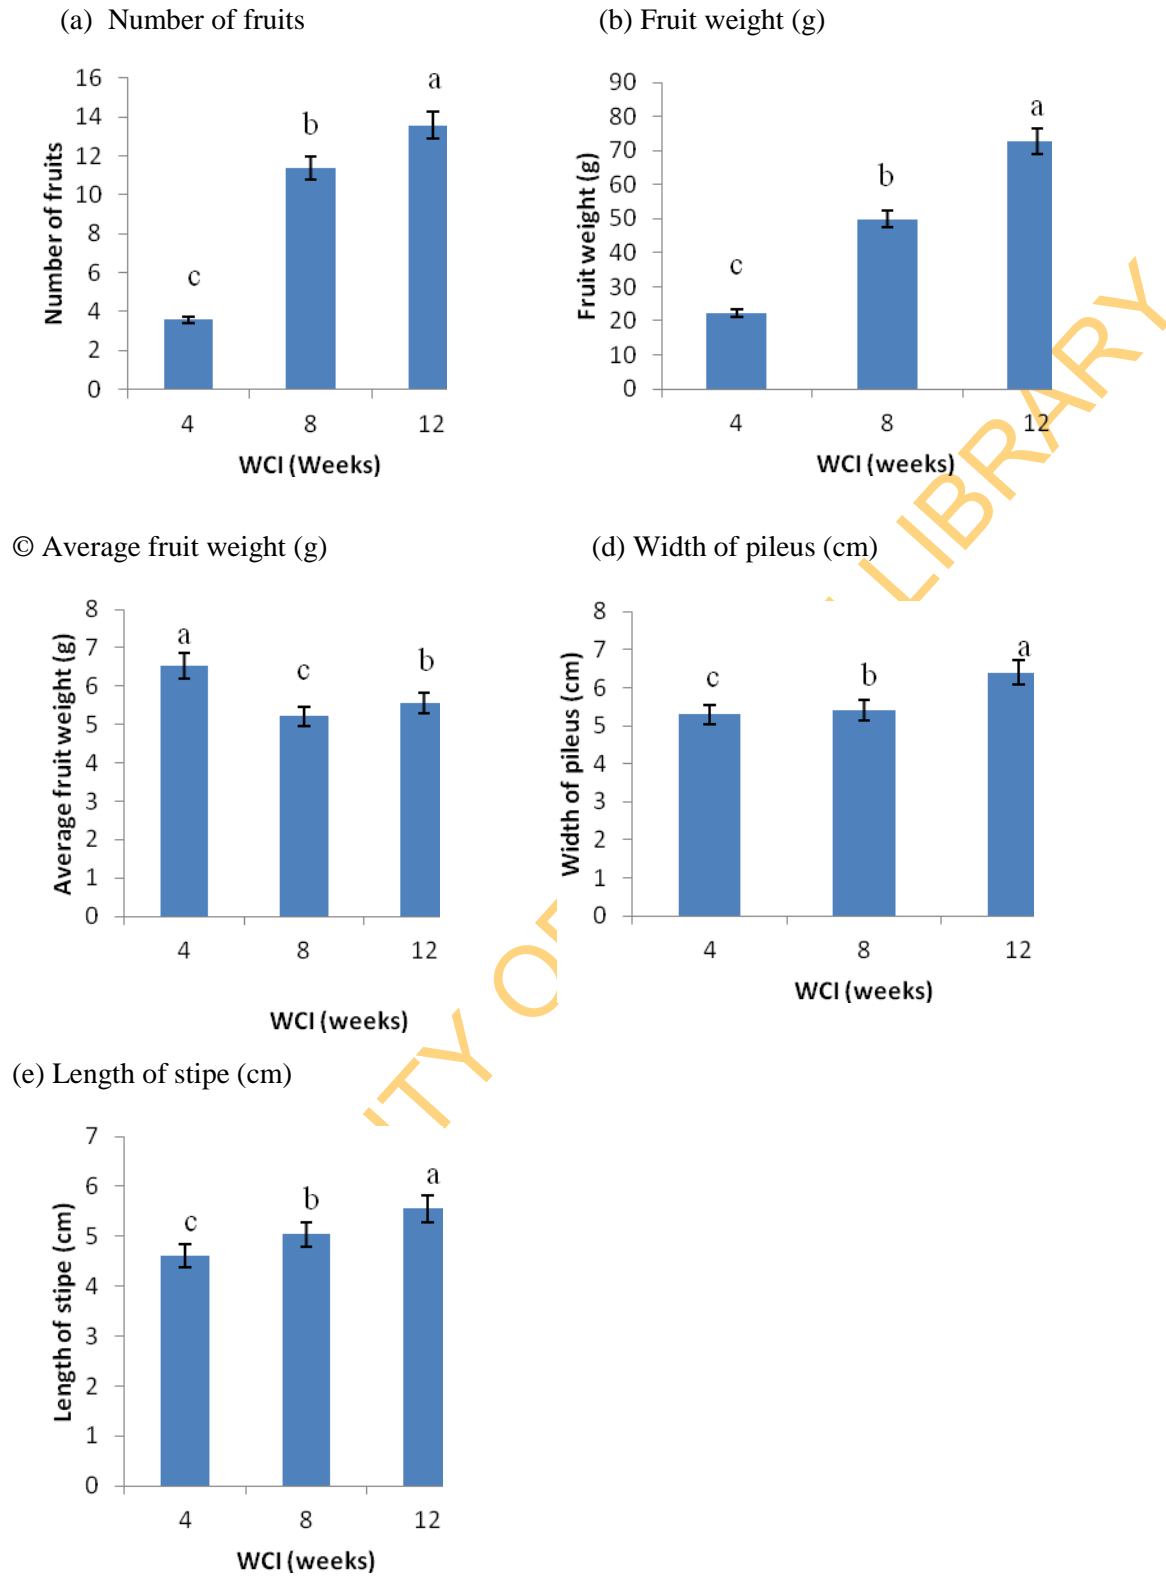 (a) Number of fruits
16
14
12
10
8
6
4
2
0
Number of fruits
c
b
a
4 8 12
WCI (Weeks)
(b) Fruit weight (g)
90
80
70
60
50
40
30
20
10
0
Fruit weight (g)
c
b
a
4 8 12
WCI (weeks)
© Average fruit weight (g)
8
7
6
5
4
3
2
1
0
Average fruit weight (g)
a
c
b
4 8 12
WCI (weeks)
(d) Width of pileus (cm)
8
7
6
5
4
3
2
1
0
Width of pileus (cm)
c
b
a
4 8 12
WCI (weeks)
(e) Length of stipe (cm)
7
6
5
4
3
2
1
0
Length of stipe (cm)
c
b
a
4 8 12
WCI (weeks)
LIBRARY